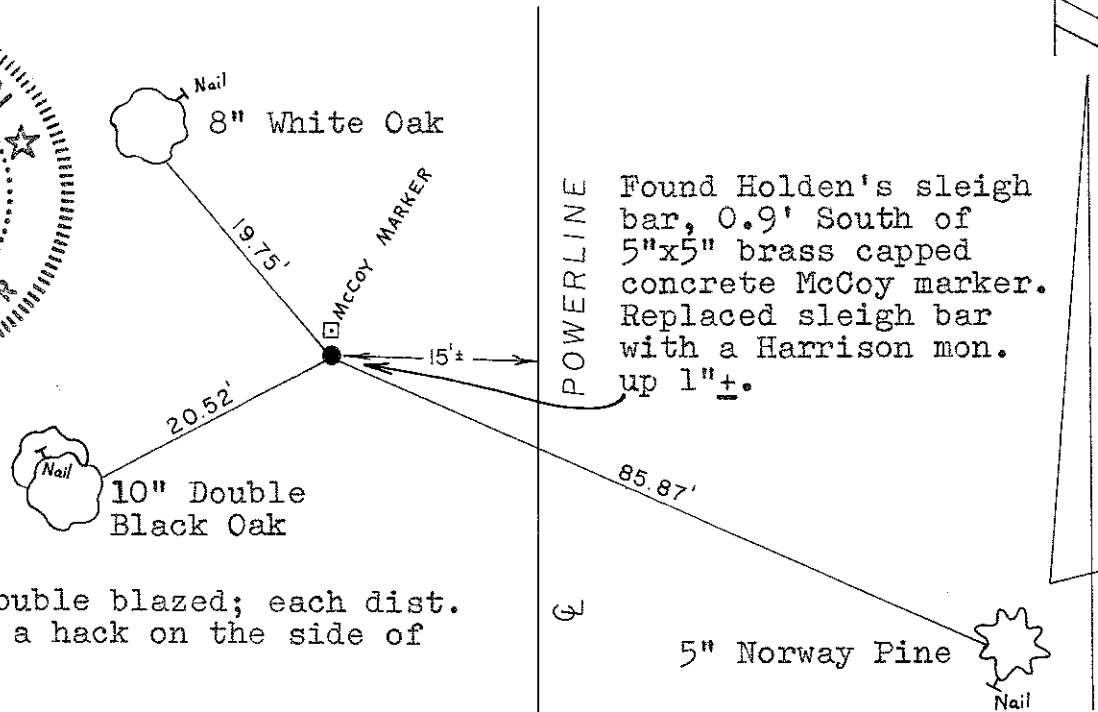 Nail
8" White Oak
19.75'
McCOY MARKER
POWERLINE
Found Holden's sleigh
bar, 0.9' South of
5"x5" brass capped
concrete McCoy marker.
Replaced sleigh bar
with a Harrison mon.
up 1"±.
15'±
20.52'
Nail
10" Double
Black Oak
85.87'
ouble blazed; each dist.
a hack on the side of
℄
5" Norway Pine
Nail